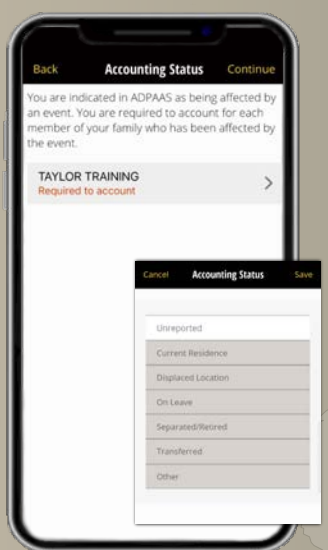 Back Accounting Status Continue
You are indicated in ADPAAS as being affected by
an event. You are required to account for each
member of your family who has been affected by
the event.
TAYLOR TRAINING
Required to account
Cancel Accounting Status Save
Unreported
Current Residence
Displaced Location
On Leave
Separated/Retired
Transferred
Other